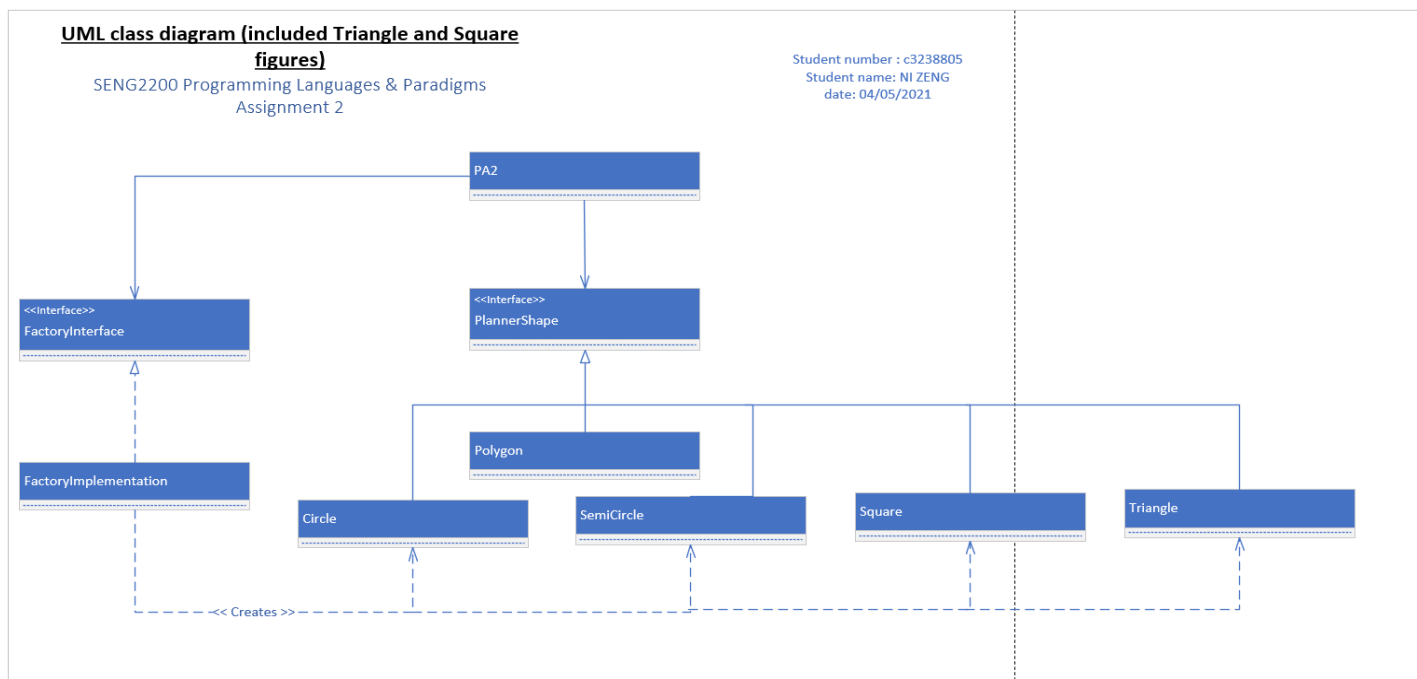 UML class diagram (included Triangle and Square
figures)
SENG2200 Programming Languages & Paradigms
Assignment 2
Student number : c3238805
Student name: NI ZENG
date: 04/05/2021
PA2
<<Interface>>
FactoryInterface
<<Interface>>
PlannerShape
Polygon
FactoryImplementation
Circle
SemiCircle
Square
Triangle
<< Creates >>